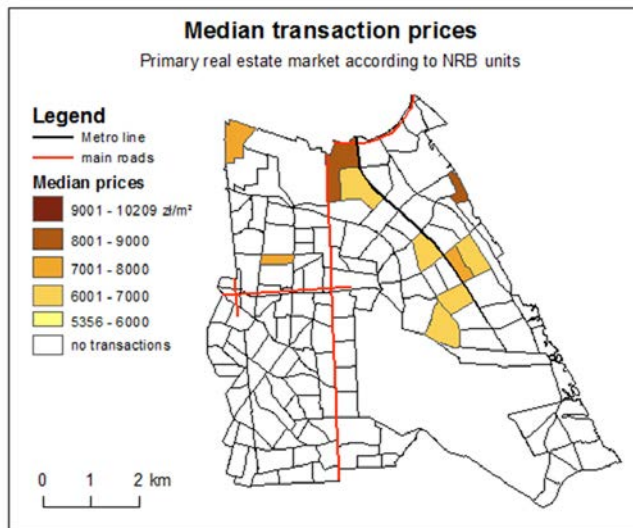 Median transaction prices
Primary real estate market according to NRB units
Legend
Metro line
main roads
Median prices
9001 - 10209 zł/m²
8001 - 9000
7001 - 8000
6001 - 7000
5356 - 6000
no transactions
0 1 2 km